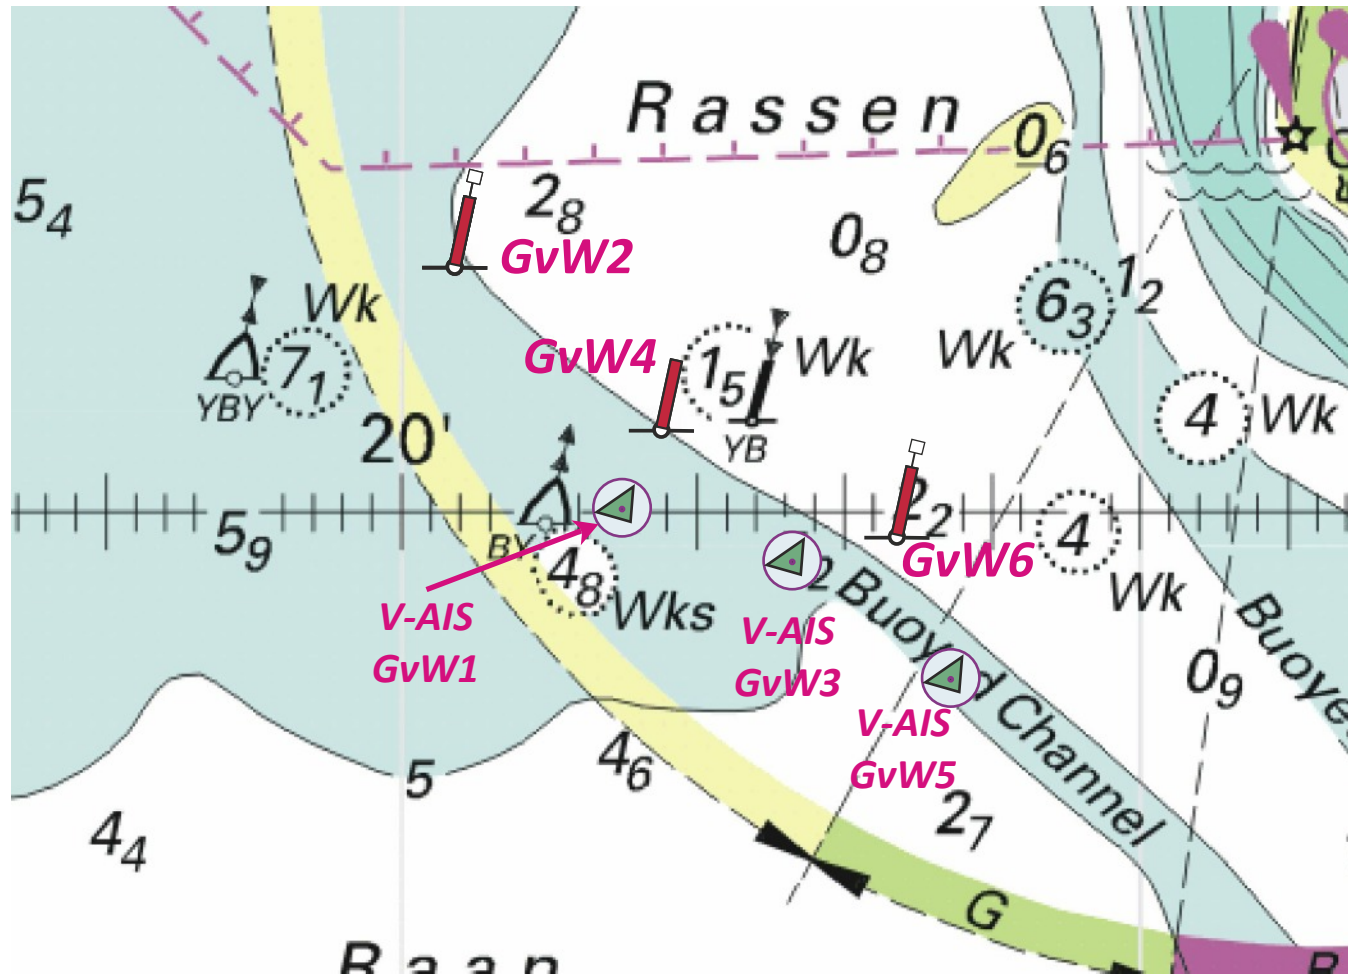 Rassen
0₆
5₄
2₈
0₈
GvW2
1₂
6₃
Wk
GvW4
Wk
Wk
7₁
1₅
YBY
4
Wk
20'
YB
2₂
5₉
BY
4
GvW6
4₈
2
Buoyed Channel
Wks
Wk
Buoye
V-AIS
GvW1
V-AIS
GvW3
0₉
V-AIS
GvW5
4₆
5
2₇
4₄
G
Raan